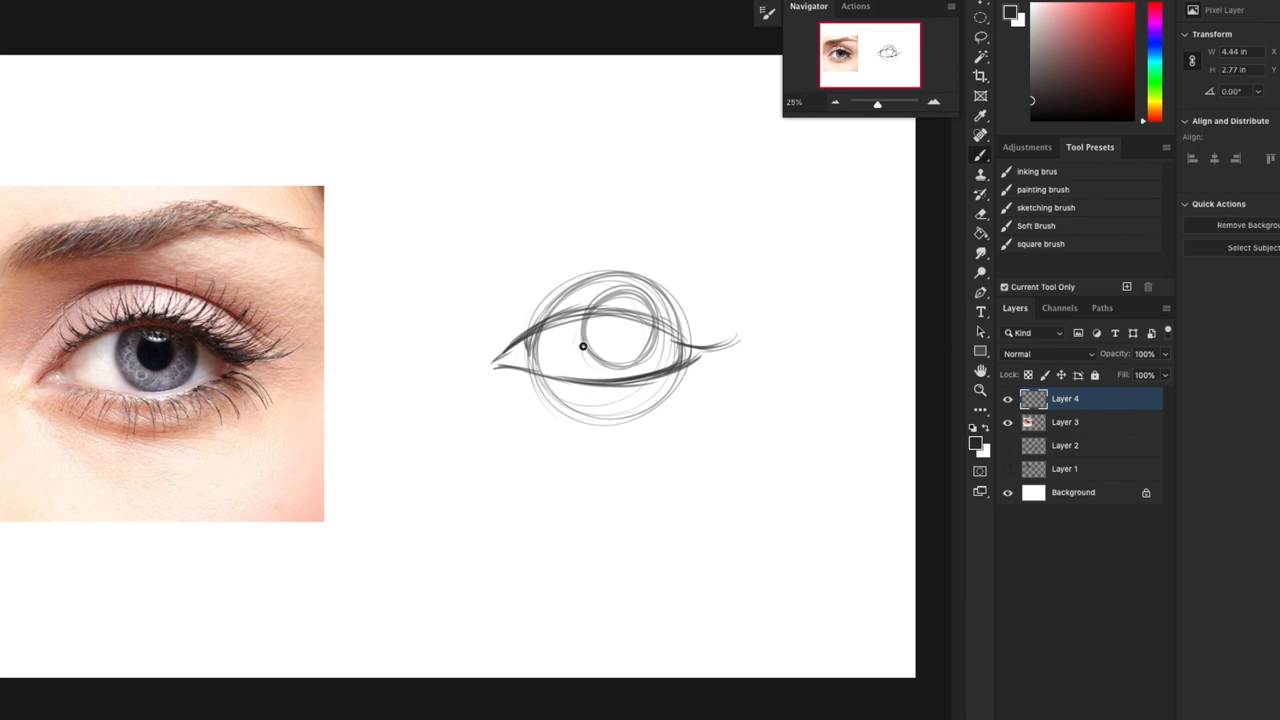 Navigator Actions
25%
Pixel Layer
Transform
W 4.44 in X
H 2.77 in Y
0.00°
Align and Distribute
Align:
Adjustments Tool Presets
inking brus
painting brush
sketching brush
Soft Brush
square brush
Quick Actions
Remove Backgrou
Select Subject
Current Tool Only
Layers Channels Paths
Kind
Normal Opacity: 100%
Lock: Fill: 100%
Layer 4
Layer 3
Layer 2
Layer 1
Background